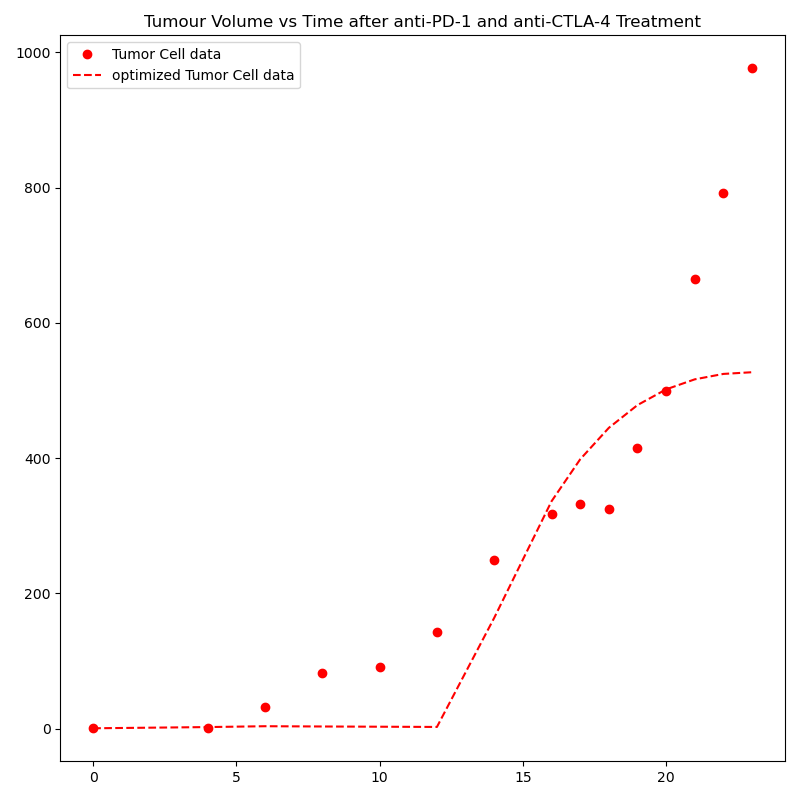 Tumour Volume vs Time after anti-PD-1 and anti-CTLA-4 Treatment
Tumor Cell data
optimized Tumor Cell data
1000
800
600
400
200
0
0 5 10 15 20